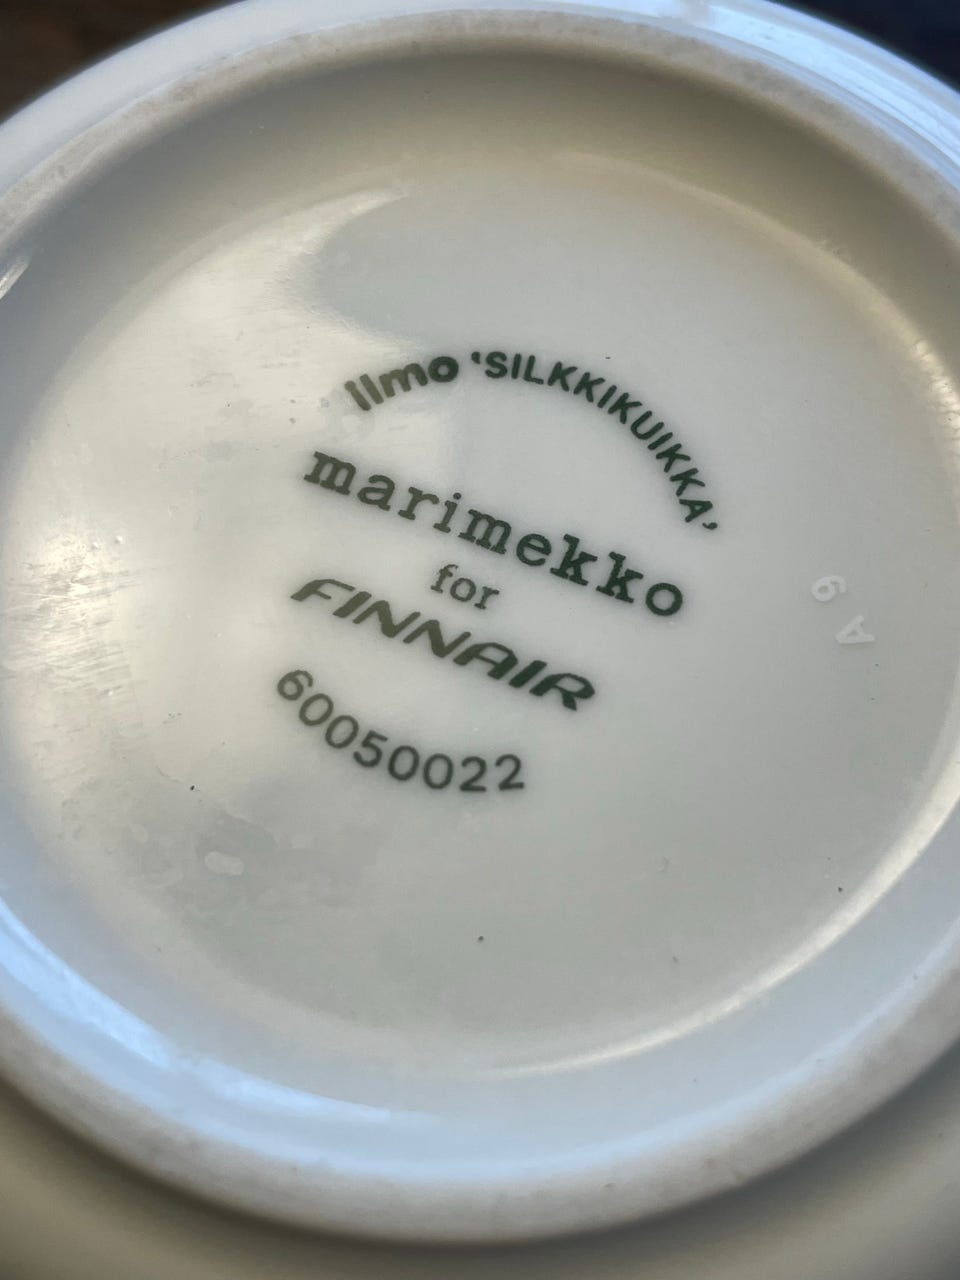 Ilmo 'SILKKIKUIKKA'
marimekko
for
FINNAIR
60050022
A 9